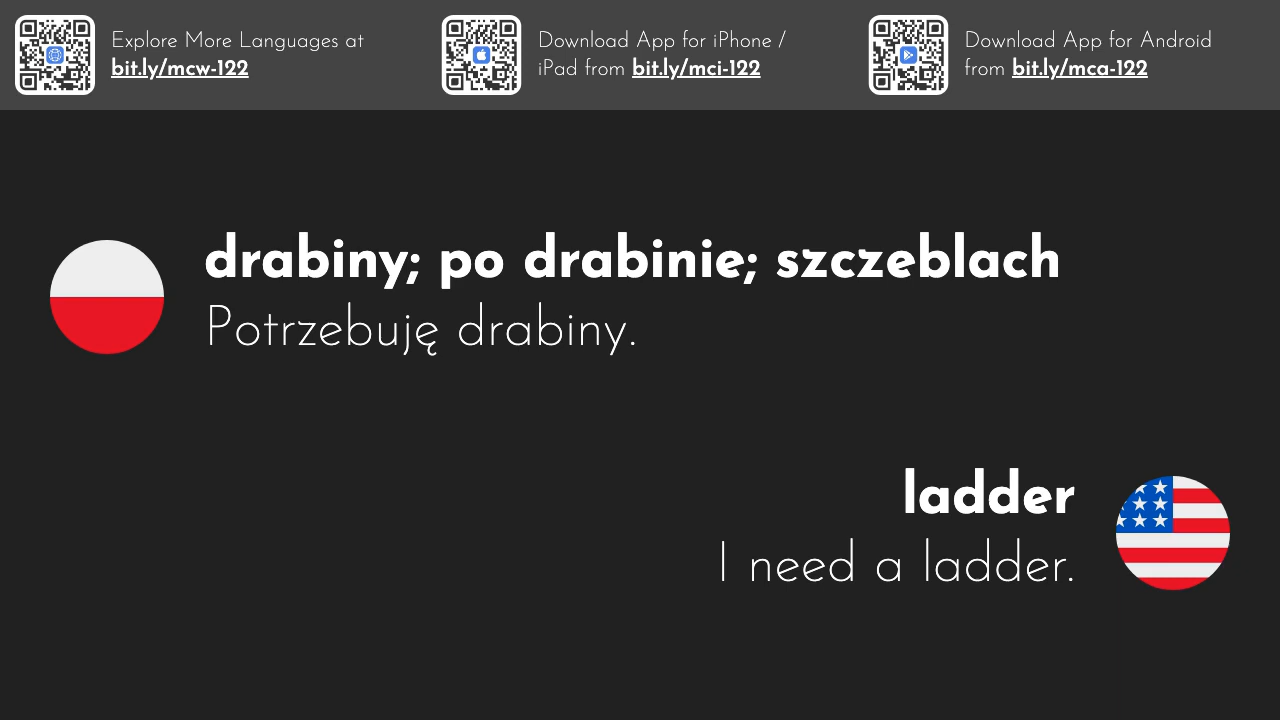 Explore More Languages at
bit.ly/mcw-122
Download App for iPhone /
iPad from bit.ly/mci-122
Download App for Android
from bit.ly/mca-122
drabiny; po drabinie; szczeblach
Potrzebuję drabiny.
ladder
I need a ladder.